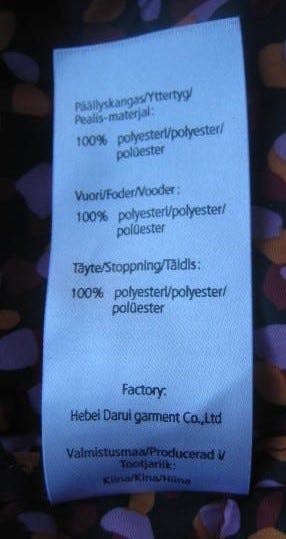 Päällyskangas/Yttertyg/
Pealis-materjal:
100% polyesteri/polyester/
polüester
Vuori/Foder/Vooder:
100% polyesteri/polyester/
polüester
Täyte/Stoppning/Täidis:
100% polyesteri/polyester/
polüester
Factory:
Hebei Darui garment Co.,Ltd
Valmistusmaa/Producerad i/
Tootjariik:
Kiina/Kina/Hiina